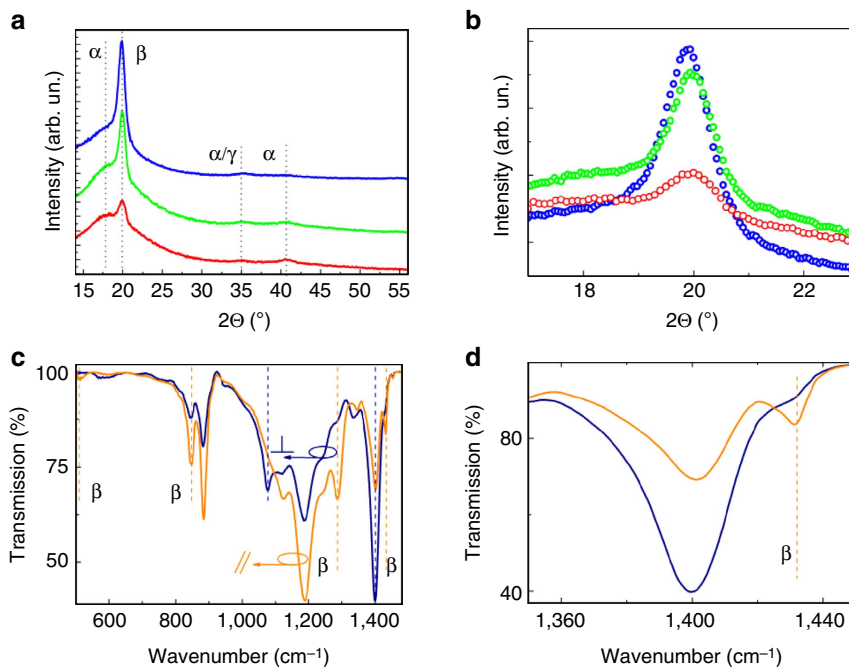 a
α
β
α/γ
α
Intensity (arb. un.)
15 20 25 30 35 40 45 50 55
2Θ (°)
b
Intensity (arb. un.)
18 20 22
2Θ (°)
c
100
75
50
Transmission (%)
⊥
//
β
β
β
β
600 800 1,000 1,200 1,400
Wavenumber (cm⁻¹)
d
80
40
Transmission (%)
β
1,360 1,400 1,440
Wavenumber (cm⁻¹)